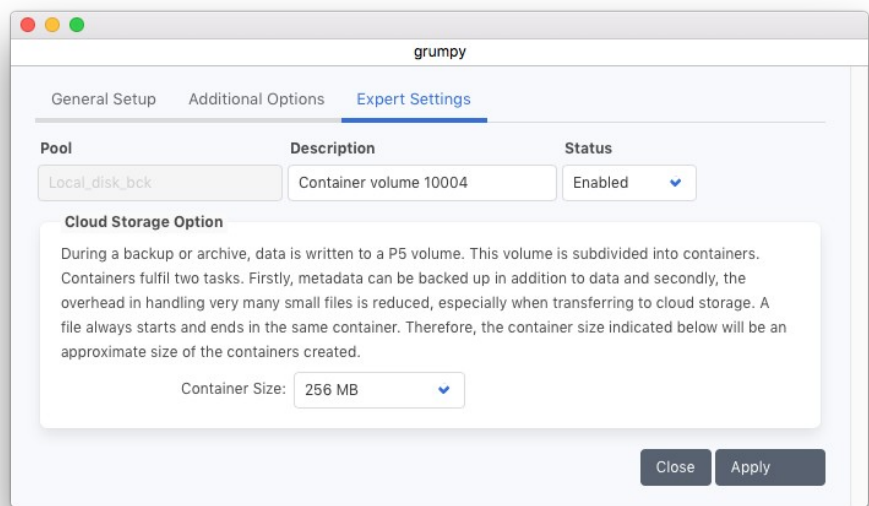 grumpy
General Setup Additional Options Expert Settings
Pool Description Status
Local_disk_bck Container volume 10004 Enabled
Cloud Storage Option
During a backup or archive, data is written to a P5 volume. This volume is subdivided into containers.
Containers fulfil two tasks. Firstly, metadata can be backed up in addition to data and secondly, the
overhead in handling very many small files is reduced, especially when transferring to cloud storage. A
file always starts and ends in the same container. Therefore, the container size indicated below will be an
approximate size of the containers created.
Container Size: 256 MB
Close Apply